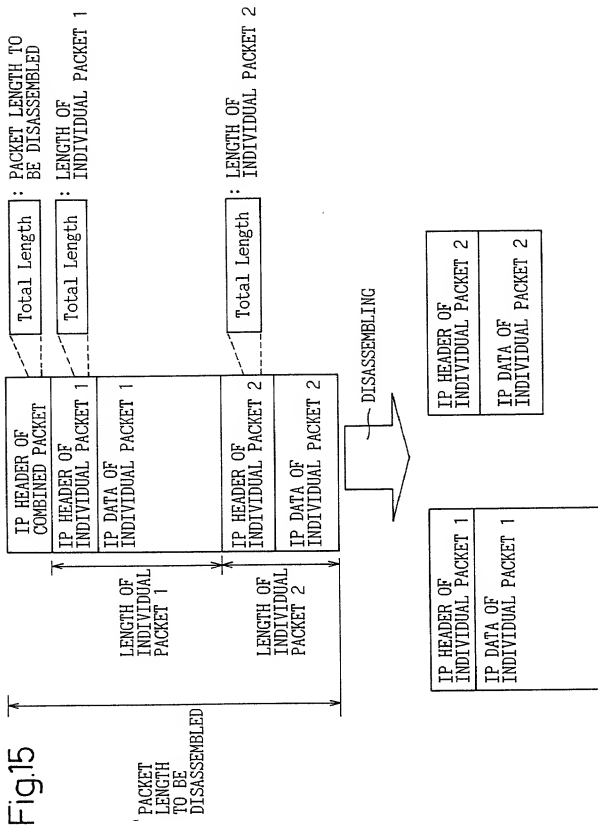 Fig.15
PACKET
LENGTH
TO BE
DISASSEMBLED
LENGTH OF
INDIVIDUAL
PACKET 1
LENGTH OF
INDIVIDUAL
PACKET 2
IP HEADER OF
COMBINED PACKET
IP HEADER OF
INDIVIDUAL PACKET 1
IP DATA OF
INDIVIDUAL PACKET 1
IP HEADER OF
INDIVIDUAL PACKET 2
IP DATA OF
INDIVIDUAL PACKET 2
Total Length : PACKET LENGTH TO
BE DISASSEMBLED
Total Length : LENGTH OF
INDIVIDUAL PACKET 1
Total Length : LENGTH OF
INDIVIDUAL PACKET 2
DISASSEMBLING
IP HEADER OF
INDIVIDUAL PACKET 1
IP DATA OF
INDIVIDUAL PACKET 1
IP HEADER OF
INDIVIDUAL PACKET 2
IP DATA OF
INDIVIDUAL PACKET 2